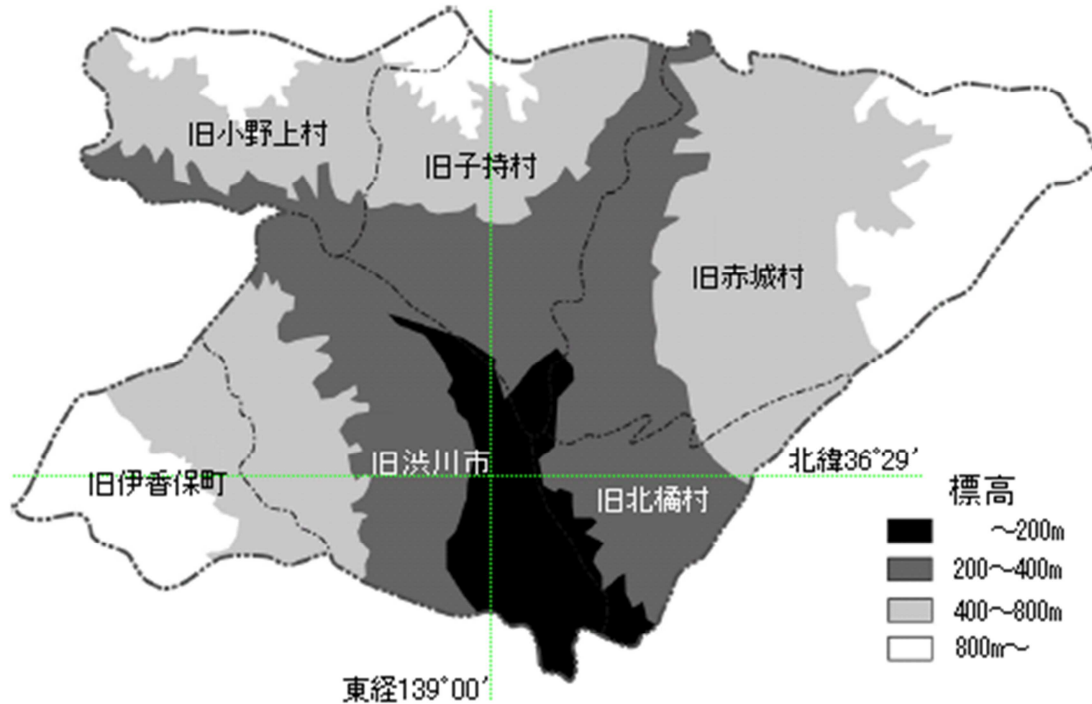 旧小野上村
旧子持村
旧赤城村
旧渋川市
北緯36°29′
旧伊香保町
旧北橘村
標高
～200m
200～400m
400～800m
800m～
東経139°00′